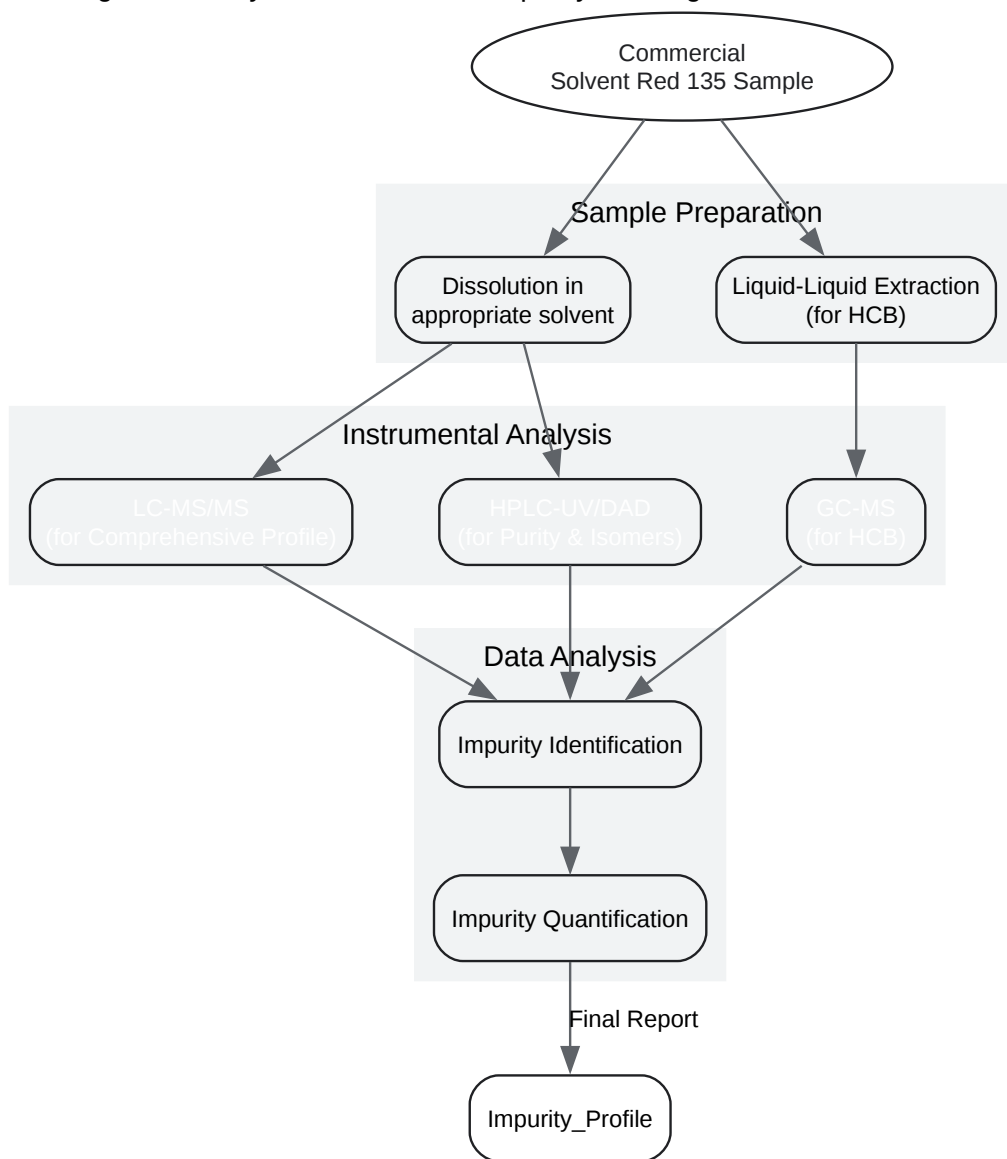 Commercial
Solvent Red 135 Sample
Sample Preparation
Dissolution in
appropriate solvent
Liquid-Liquid Extraction
(for HCB)
Instrumental Analysis
LC-MS/MS
(for Comprehensive Profile)
HPLC-UV/DAD
(for Purity & Isomers)
GC-MS
(for HCB)
Data Analysis
Impurity Identification
Impurity Quantification
Final Report
Impurity_Profile